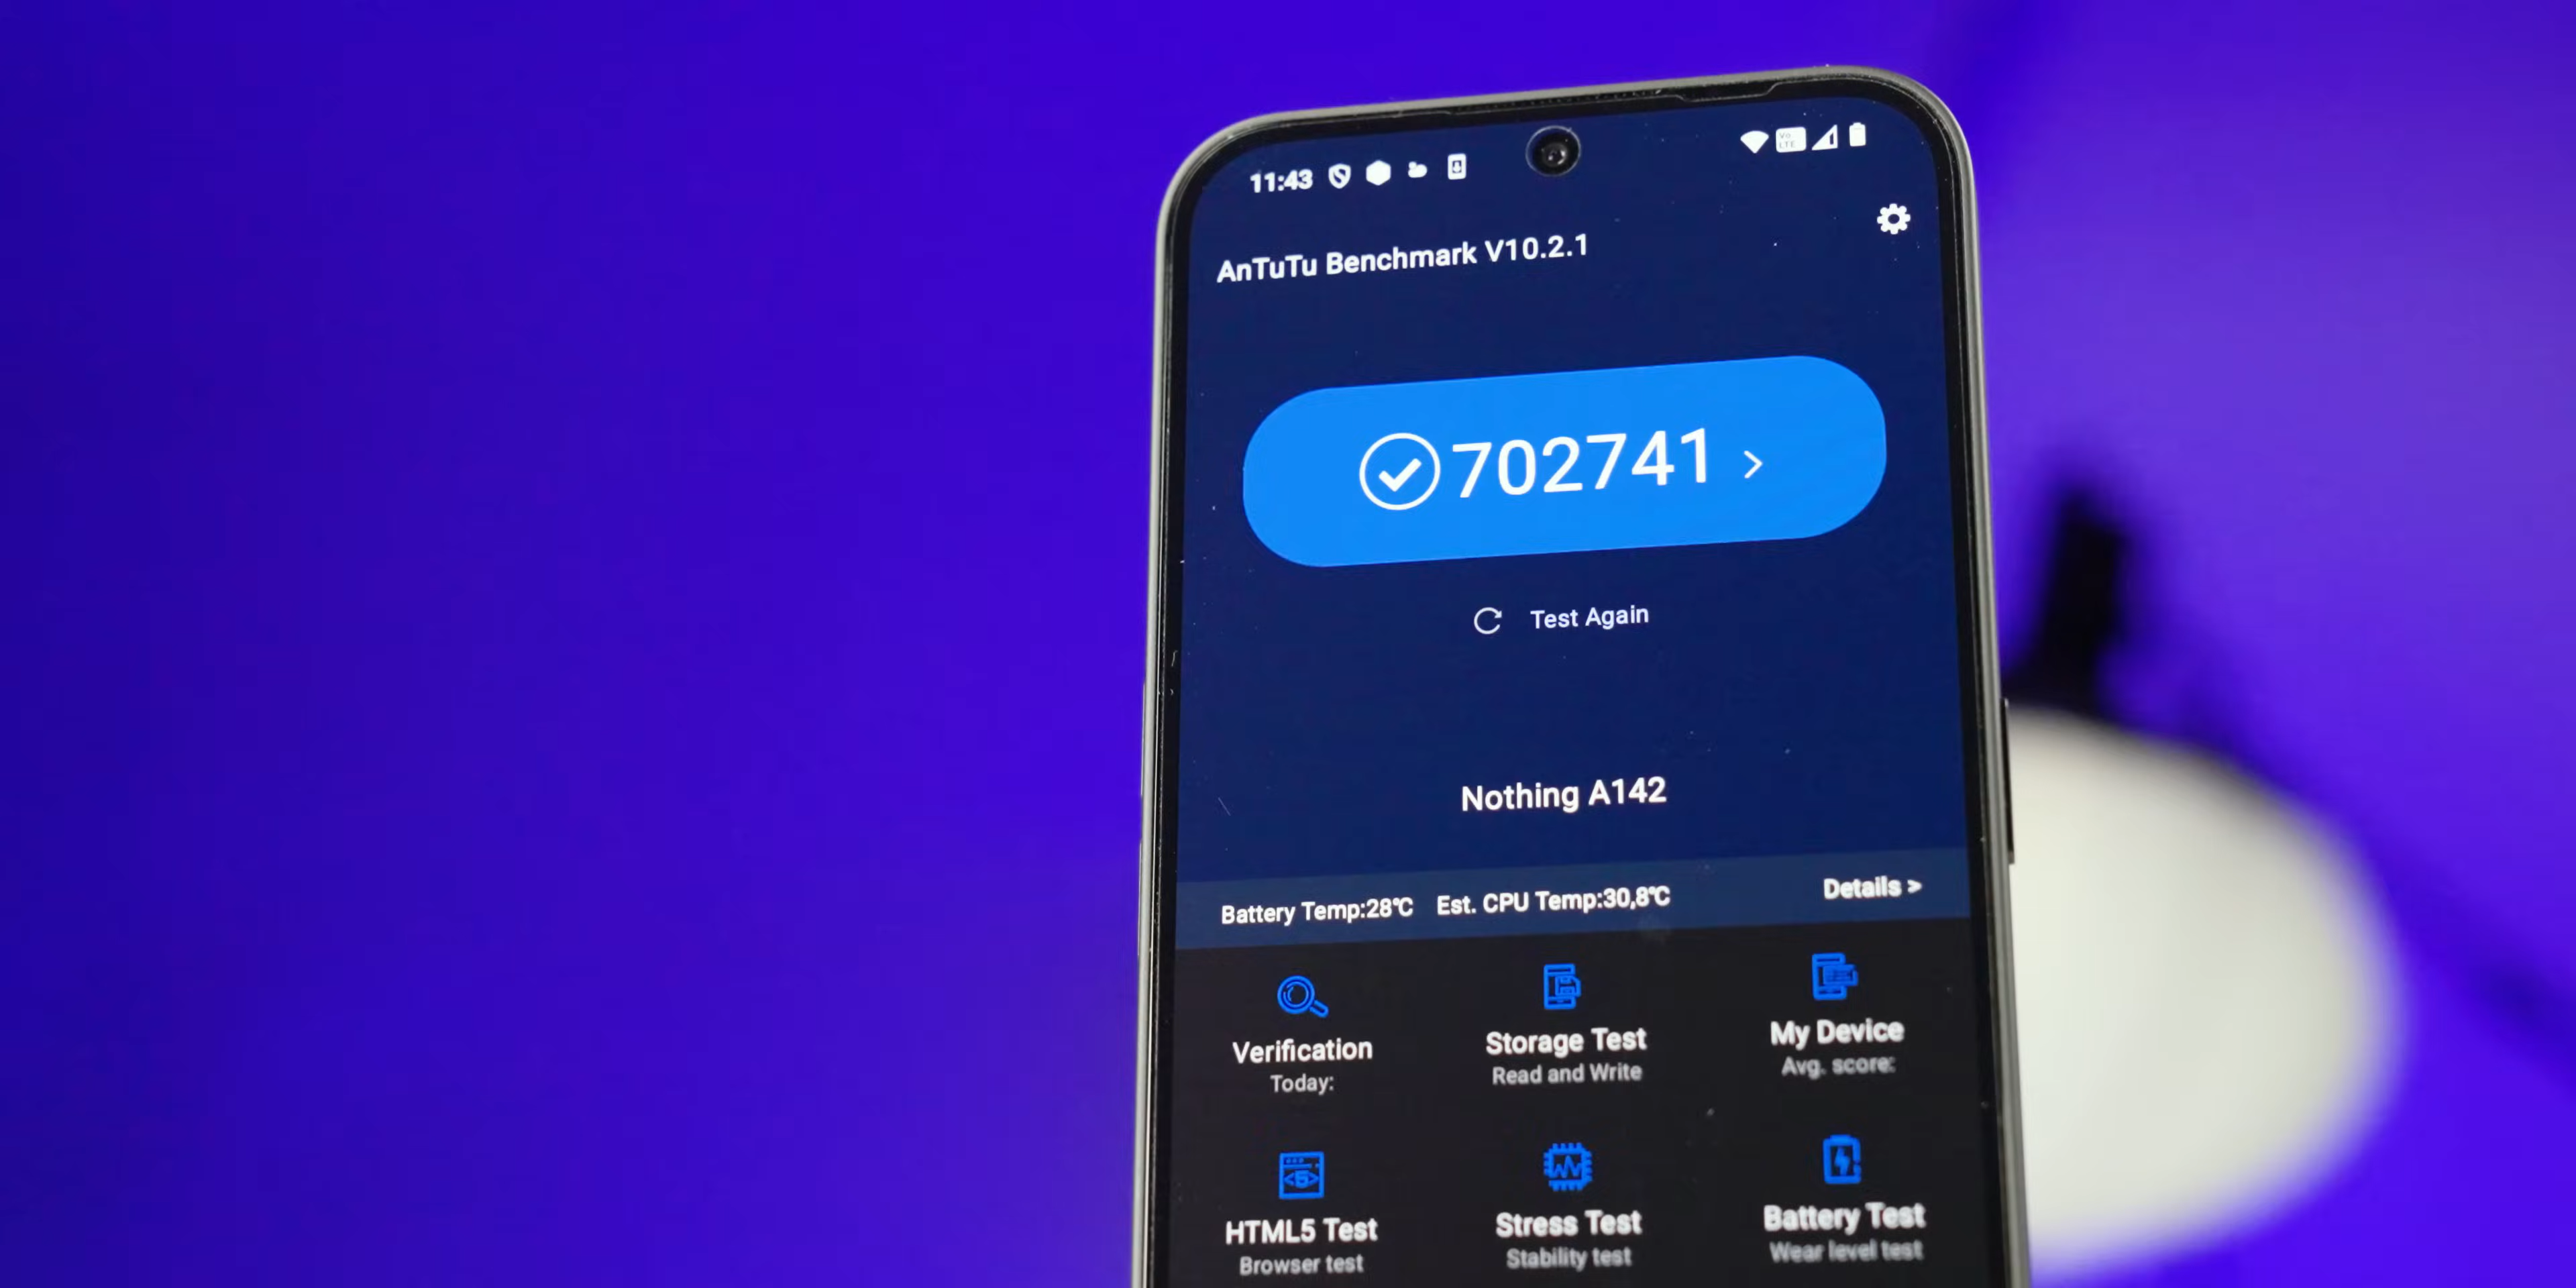 11:43
Vo LTE
AnTuTu Benchmark V10.2.1
702741 >
Test Again
Nothing A142
Battery Temp:28℃ Est. CPU Temp:30,8℃ Details >
Verification
Today:
Storage Test
Read and Write
My Device
Avg. score:
HTML5 Test
Browser test
Stress Test
Stability test
Battery Test
Wear level test